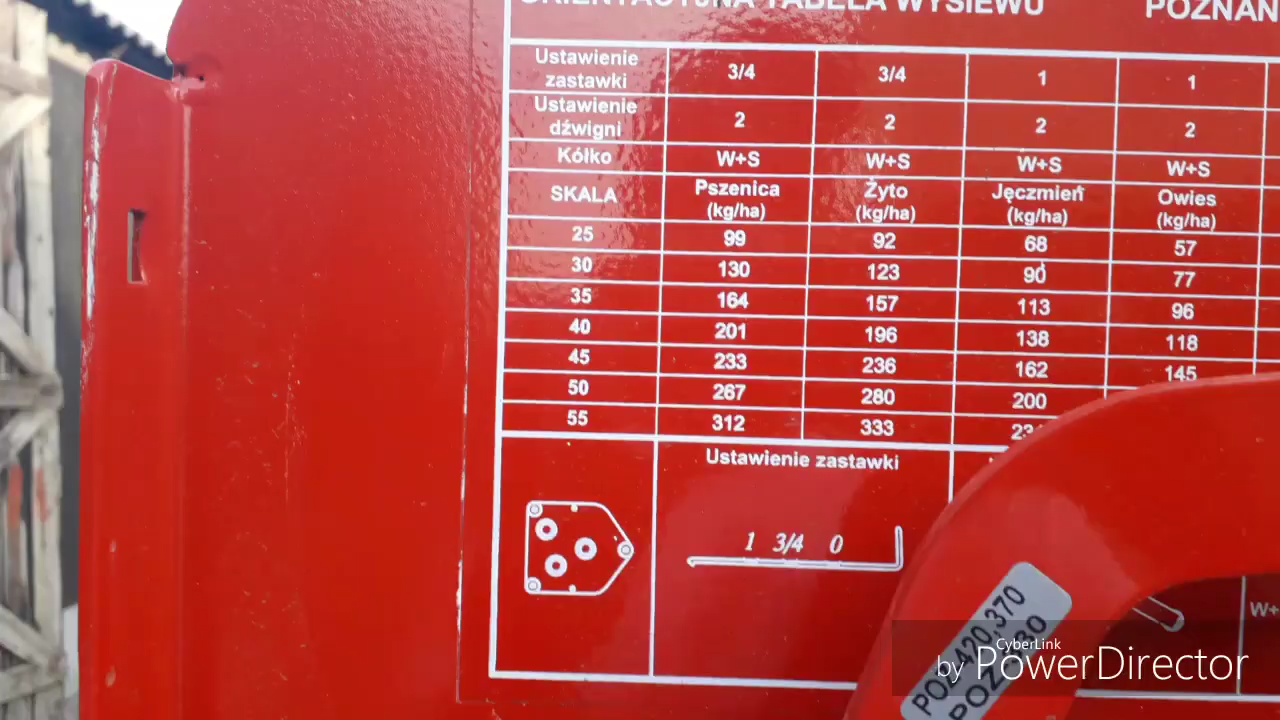 ORIENTACYJNA TABELA WYSIEWU POZNAN
Ustawienie zastawki 3/4 3/4 1 1
Ustawienie dźwigni 2 2 2 2
Kółko W+S W+S W+S W+S
SKALA Pszenica (kg/ha) Żyto (kg/ha) Jęczmień (kg/ha) Owies (kg/ha)
25 99 92 68 57
30 130 123 90 77
35 164 157 113 96
40 201 196 138 118
45 233 236 162 145
50 267 280 200
55 312 333
Ustawienie zastawki
1 3/4 0
POZ 420,370
W+
CyberLink
by PowerDirector